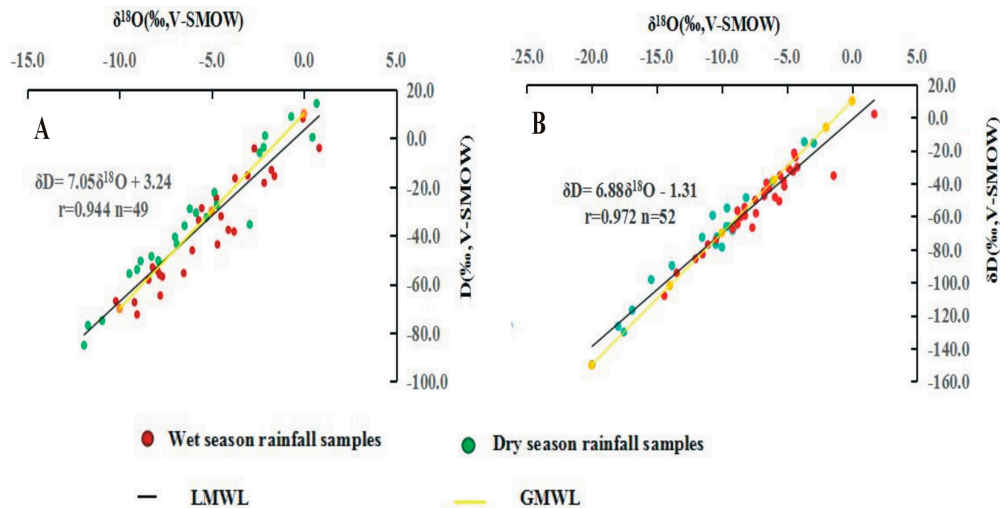 δ¹⁸O(‰,V-SMOW)
-15.0 -10.0 -5.0 0.0 5.0
20.0
0.0
-20.0
-40.0
-60.0
-80.0
-100.0
D(‰,V-SMOW)
A
δD= 7.05δ¹⁸O + 3.24
r=0.944 n=49
δ¹⁸O(‰,V-SMOW)
-25.0 -20.0 -15.0 -10.0 -5.0 0.0 5.0
20.0
0.0
-20.0
-40.0
-60.0
-80.0
-100.0
-120.0
-140.0
-160.0
δD(‰,V-SMOW)
B
δD= 6.88δ¹⁸O - 1.31
r=0.972 n=52
Wet season rainfall samples
Dry season rainfall samples
LMWL
GMWL